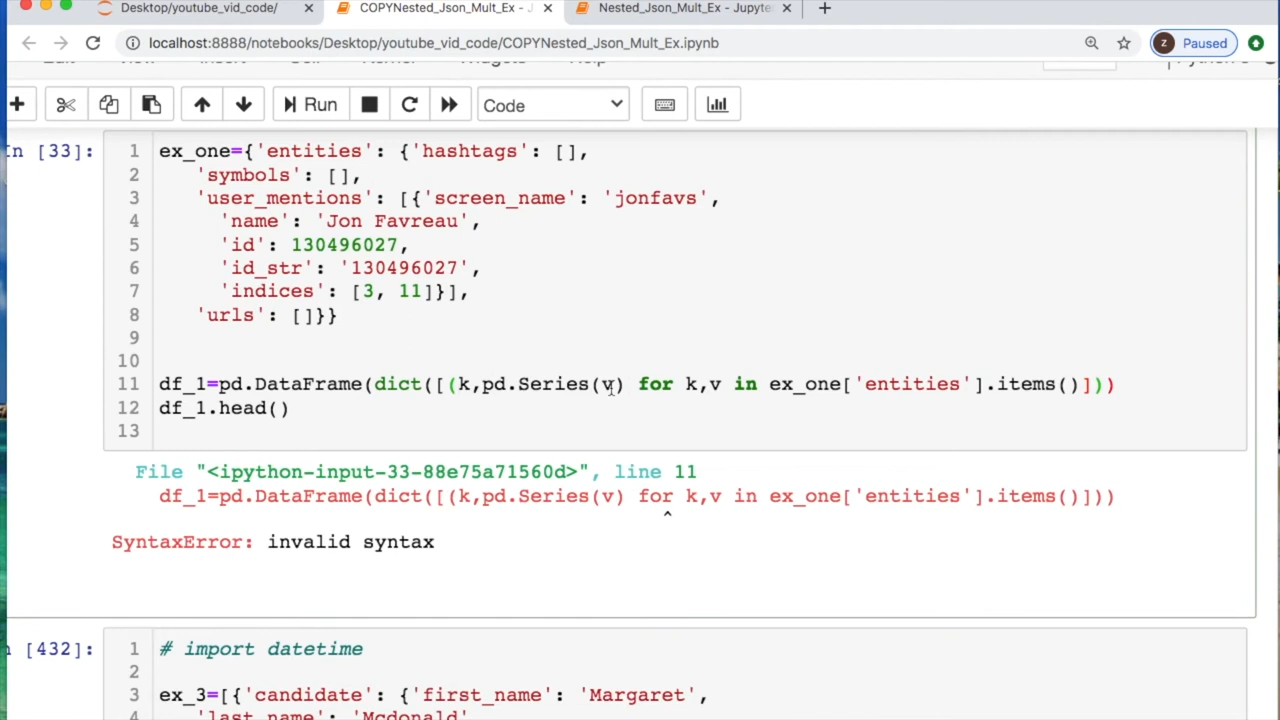 Desktop/youtube_vid_code/ × COPYNested_Json_Mult_Ex - J × Nested_Json_Mult_Ex - Jupyte × +
localhost:8888/notebooks/Desktop/youtube_vid_code/COPYNested_Json_Mult_Ex.ipynb Z Paused
Run Code
n [33]: 1 ex_one={'entities': {'hashtags': [],
2 'symbols': [],
3 'user_mentions': [{'screen_name': 'jonfavs',
4 'name': 'Jon Favreau',
5 'id': 130496027,
6 'id_str': '130496027',
7 'indices': [3, 11]}],
8 'urls': []}}
9
10
11 df_1=pd.DataFrame(dict([(k,pd.Series(v) for k,v in ex_one['entities'].items()]))
12 df_1.head()
13
File "<ipython-input-33-88e75a71560d>", line 11
df_1=pd.DataFrame(dict([(k,pd.Series(v) for k,v in ex_one['entities'].items()]))
^
SyntaxError: invalid syntax
[432]: 1 # import datetime
2
3 ex_3=[{'candidate': {'first_name': 'Margaret',
4 'last_name': 'Mcdonald'